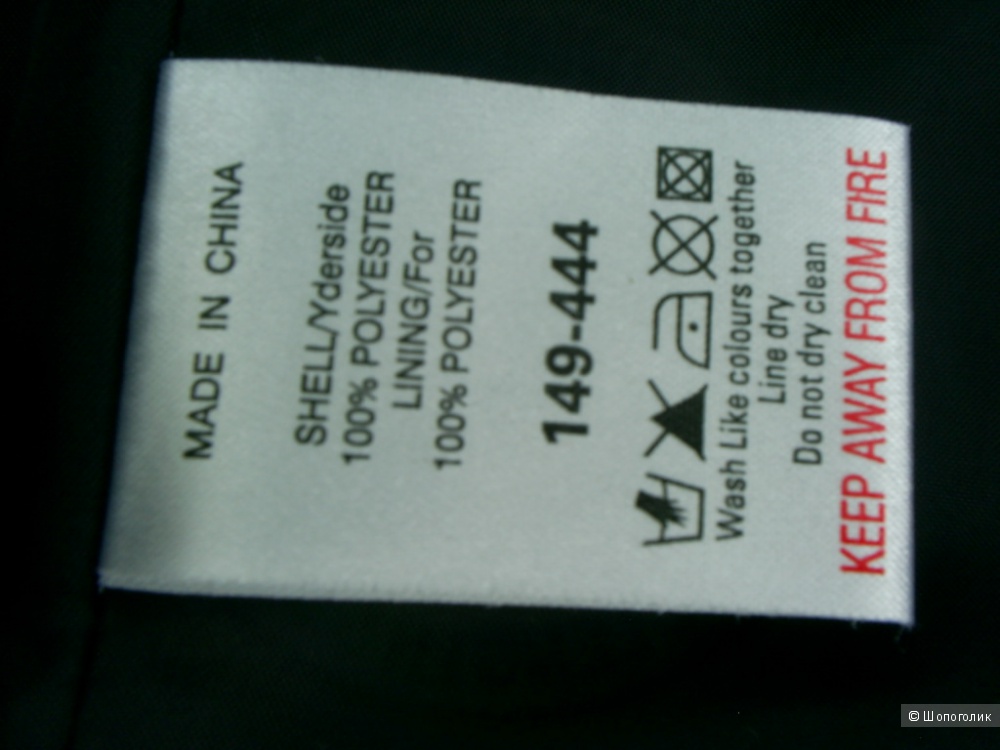 MADE IN CHINA
SHELL/Yderside
100% POLYESTER
LINING/For
100% POLYESTER
149-444
Wash Like colours together
Line dry
Do not dry clean
KEEP AWAY FROM FIRE
© Шопоголик